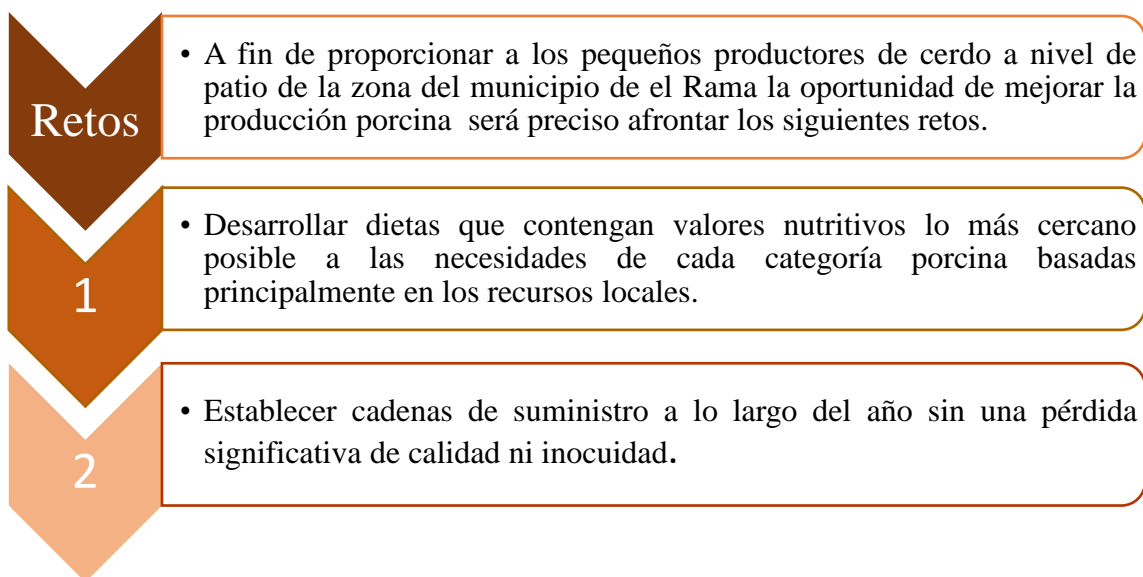 Retos
• A fin de proporcionar a los pequeños productores de cerdo a nivel de
patio de la zona del municipio de el Rama la oportunidad de mejorar la
producción porcina será preciso afrontar los siguientes retos.
1
• Desarrollar dietas que contengan valores nutritivos lo más cercano
posible a las necesidades de cada categoría porcina basadas
principalmente en los recursos locales.
2
• Establecer cadenas de suministro a lo largo del año sin una pérdida
significativa de calidad ni inocuidad.